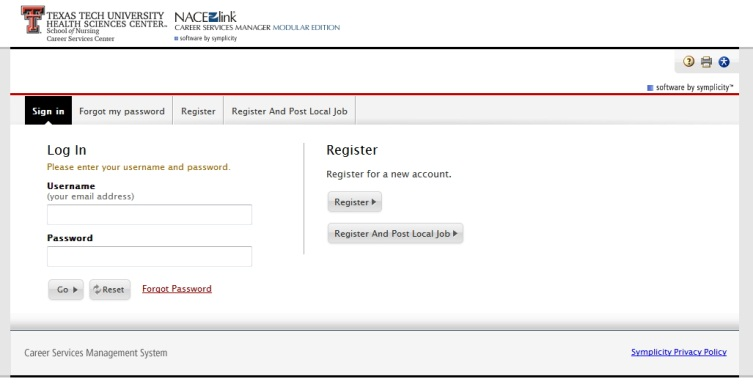 TEXAS TECH UNIVERSITY
HEALTH SCIENCES CENTER
School of Nursing
Career Services Center
NACElink
CAREER SERVICES MANAGER MODULAR EDITION
software by symplicity
software by symplicity™
Sign in
Forgot my password
Register
Register And Post Local Job
Log In
Please enter your username and password.
Username
(your email address)
Password
Go
Reset
Forgot Password
Register
Register for a new account.
Register
Register And Post Local Job
Career Services Management System
Symplicity Privacy Policy